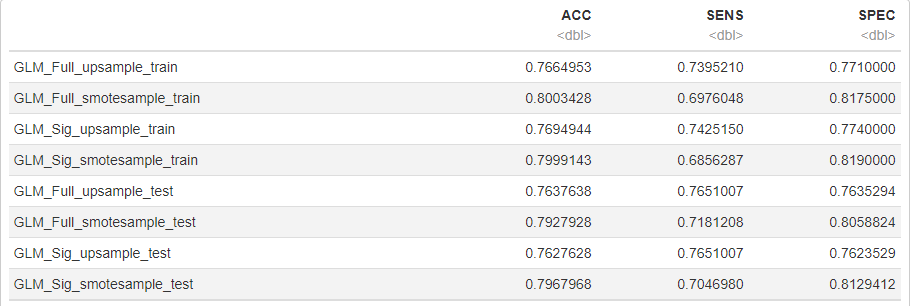 ACC SENS SPEC
<dbl> <dbl> <dbl>
GLM_Full_upsample_train 0.7664953 0.7395210 0.7710000
GLM_Full_smotesample_train 0.8003428 0.6976048 0.8175000
GLM_Sig_upsample_train 0.7694944 0.7425150 0.7740000
GLM_Sig_smotesample_train 0.7999143 0.6856287 0.8190000
GLM_Full_upsample_test 0.7637638 0.7651007 0.7635294
GLM_Full_smotesample_test 0.7927928 0.7181208 0.8058824
GLM_Sig_upsample_test 0.7627628 0.7651007 0.7623529
GLM_Sig_smotesample_test 0.7967968 0.7046980 0.8129412